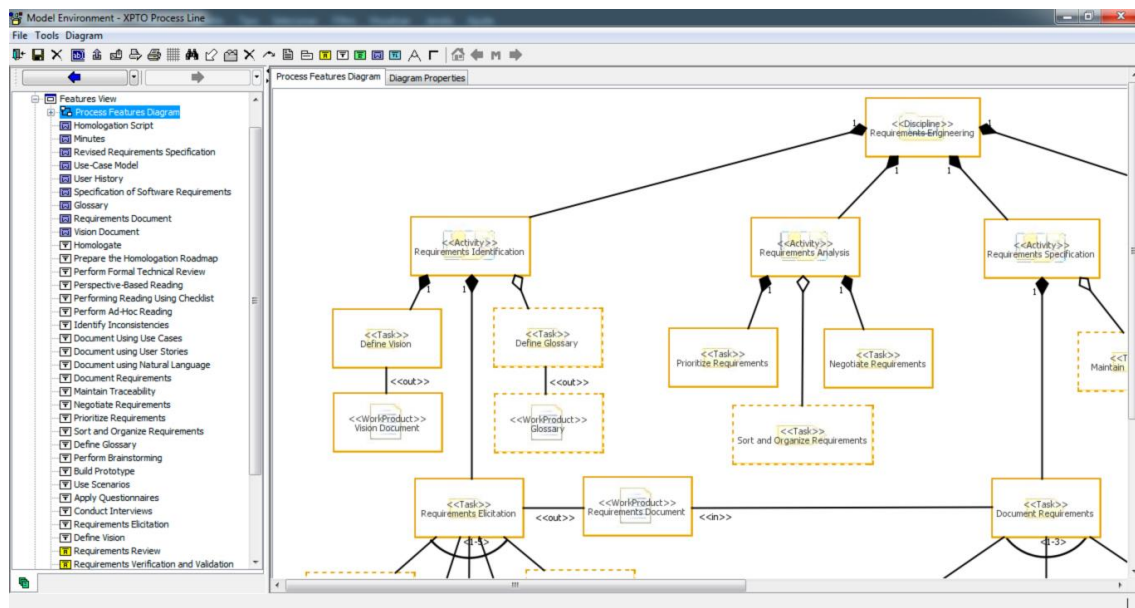 Model Environment - XPTO Process Line
File Tools Diagram
Process Features Diagram
Diagram Properties
Features View
Process Features Diagram
Homologation Script
Minutes
Revised Requirements Specification
Use-Case Model
User History
Specification of Software Requirements
Glossary
Requirements Document
Vision Document
Homologate
Prepare the Homologation Roadmap
Perform Formal Technical Review
Perspective-Based Reading
Performing Reading Using Checklist
Perform Ad-Hoc Reading
Identify Inconsistencies
Document Using Use Cases
Document using User Stories
Document using Natural Language
Document Requirements
Maintain Traceability
Negotiate Requirements
Prioritize Requirements
Sort and Organize Requirements
Define Glossary
Perform Brainstorming
Build Prototype
Use Scenarios
Apply Questionnaires
Conduct Interviews
Requirements Elicitation
Define Vision
Requirements Review
Requirements Verification and Validation
<<Discipline>>
Requirements Engineering
1
1
1
1
<<Activity>>
Requirements Identification
1
1
<<Activity>>
Requirements Analysis
1
1
<<Activity>>
Requirements Specification
1
<<Task>>
Define Vision
<<out>>
<<WorkProduct>>
Vision Document
<<Task>>
Define Glossary
<<out>>
<<WorkProduct>>
Glossary
<<Task>>
Prioritize Requirements
<<Task>>
Negotiate Requirements
<<Task>>
Sort and Organize Requirements
<<T
Maintain
<<Task>>
Requirements Elicitation
<1-5>
<<out>>
<<WorkProduct>>
Requirements Document
<<in>>
<<Task>>
Document Requirements
<1-3>